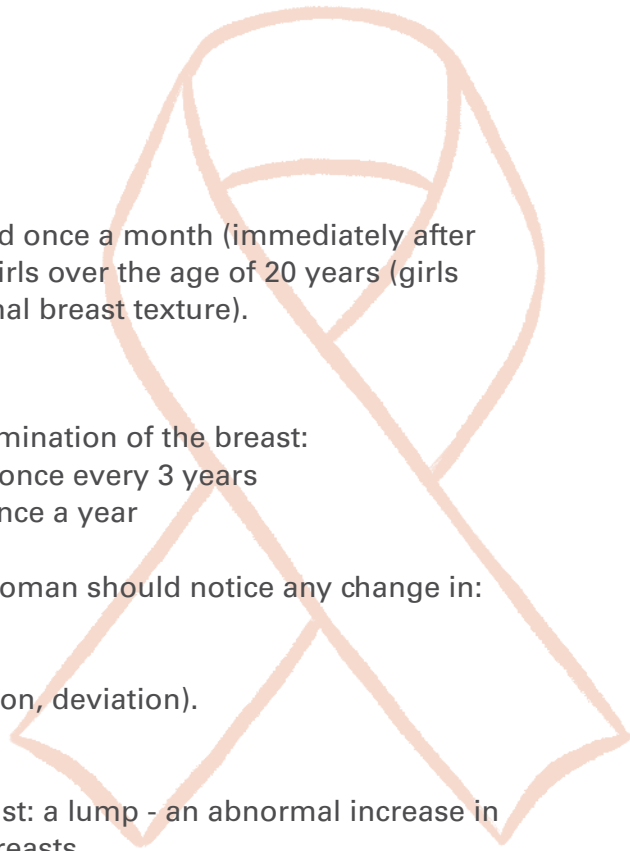 d once a month (immediately after
irls over the age of 20 years (girls
nal breast texture).
mination of the breast:
once every 3 years
nce a year
oman should notice any change in:
on, deviation).
st: a lump - an abnormal increase in
reasts